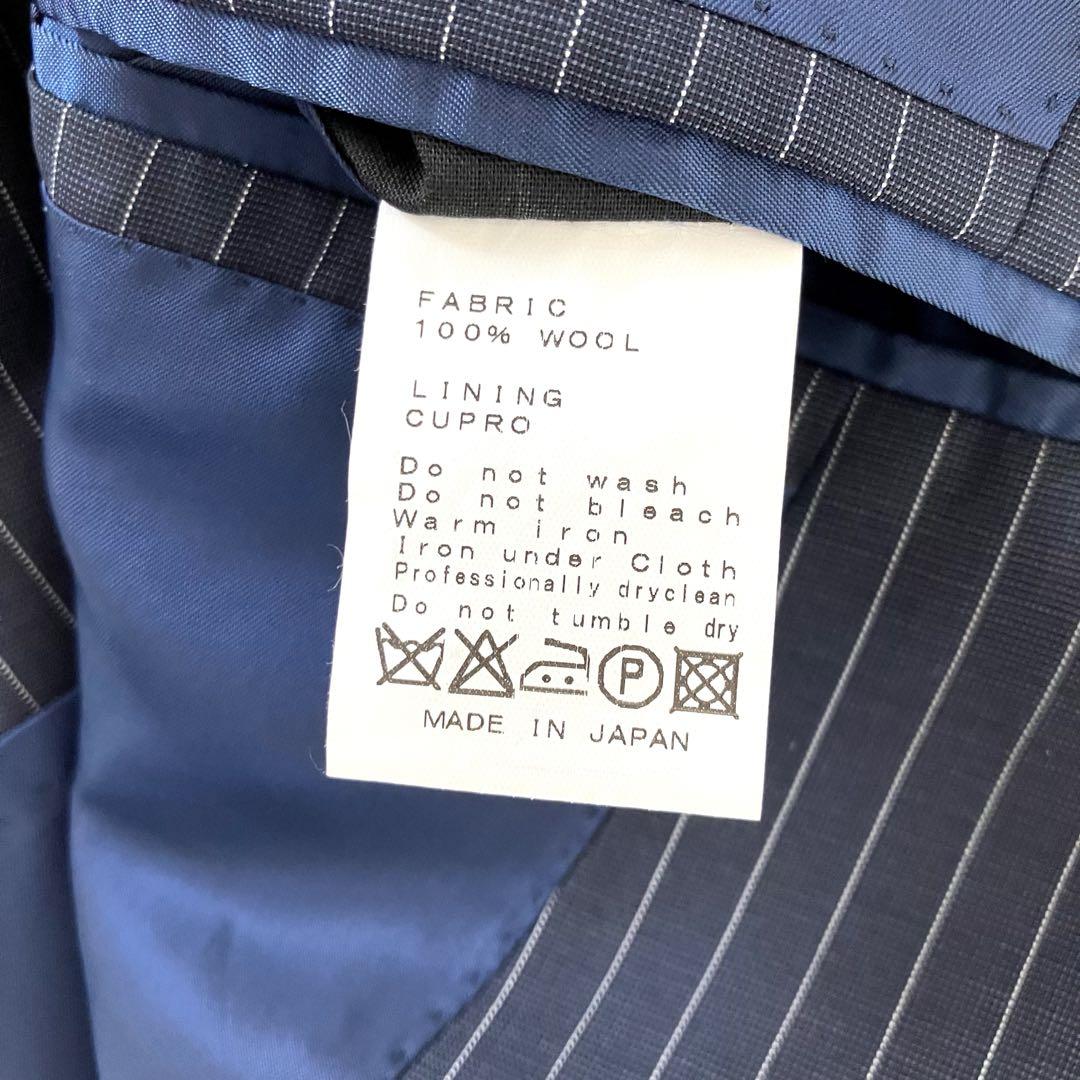 FABRIC
100% WOOL
LINING
CUPRO
Do not wash
Do not bleach
Warm iron
Iron under Cloth
Professionally dryclean
Do not tumble dry
P
MADE IN JAPAN